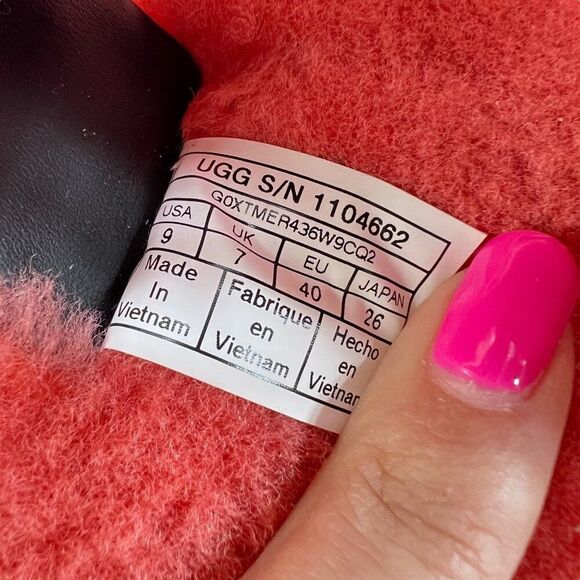 UGG S/N 1104662
G0XTMER436W9CQ2
USA UK EU JAPAN
9 7 40 26
Made Fabrique Hecho
In en en
Vietnam Vietnam Vietnam